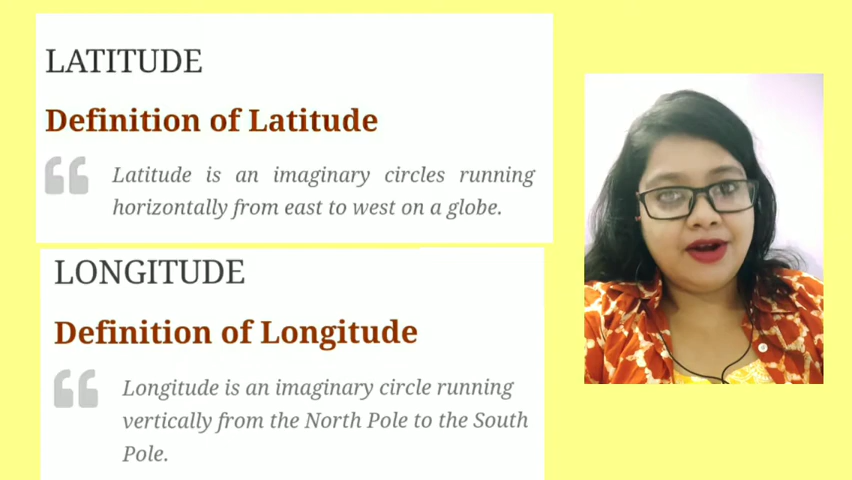 LATITUDE
Definition of Latitude
Latitude is an imaginary circles running
horizontally from east to west on a globe.
LONGITUDE
Definition of Longitude
Longitude is an imaginary circle running
vertically from the North Pole to the South
Pole.